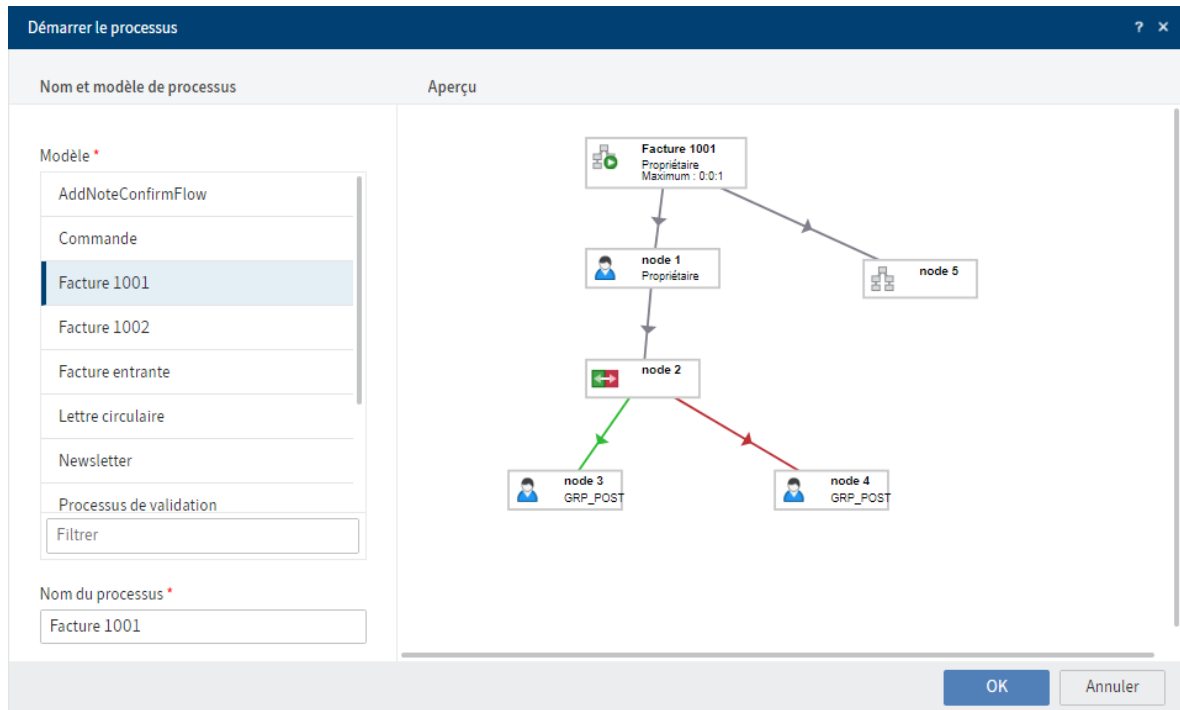 Démarrer le processus
? ×
Nom et modèle de processus
Aperçu
Modèle *
AddNoteConfirmFlow
Commande
Facture 1001
Facture 1002
Facture entrante
Lettre circulaire
Newsletter
Processus de validation
Filtrer
Nom du processus *
Facture 1001
Facture 1001
Propriétaire
Maximum : 0:0:1
node 1
Propriétaire
node 5
node 2
node 3
GRP_POST
node 4
GRP_POST
OK
Annuler